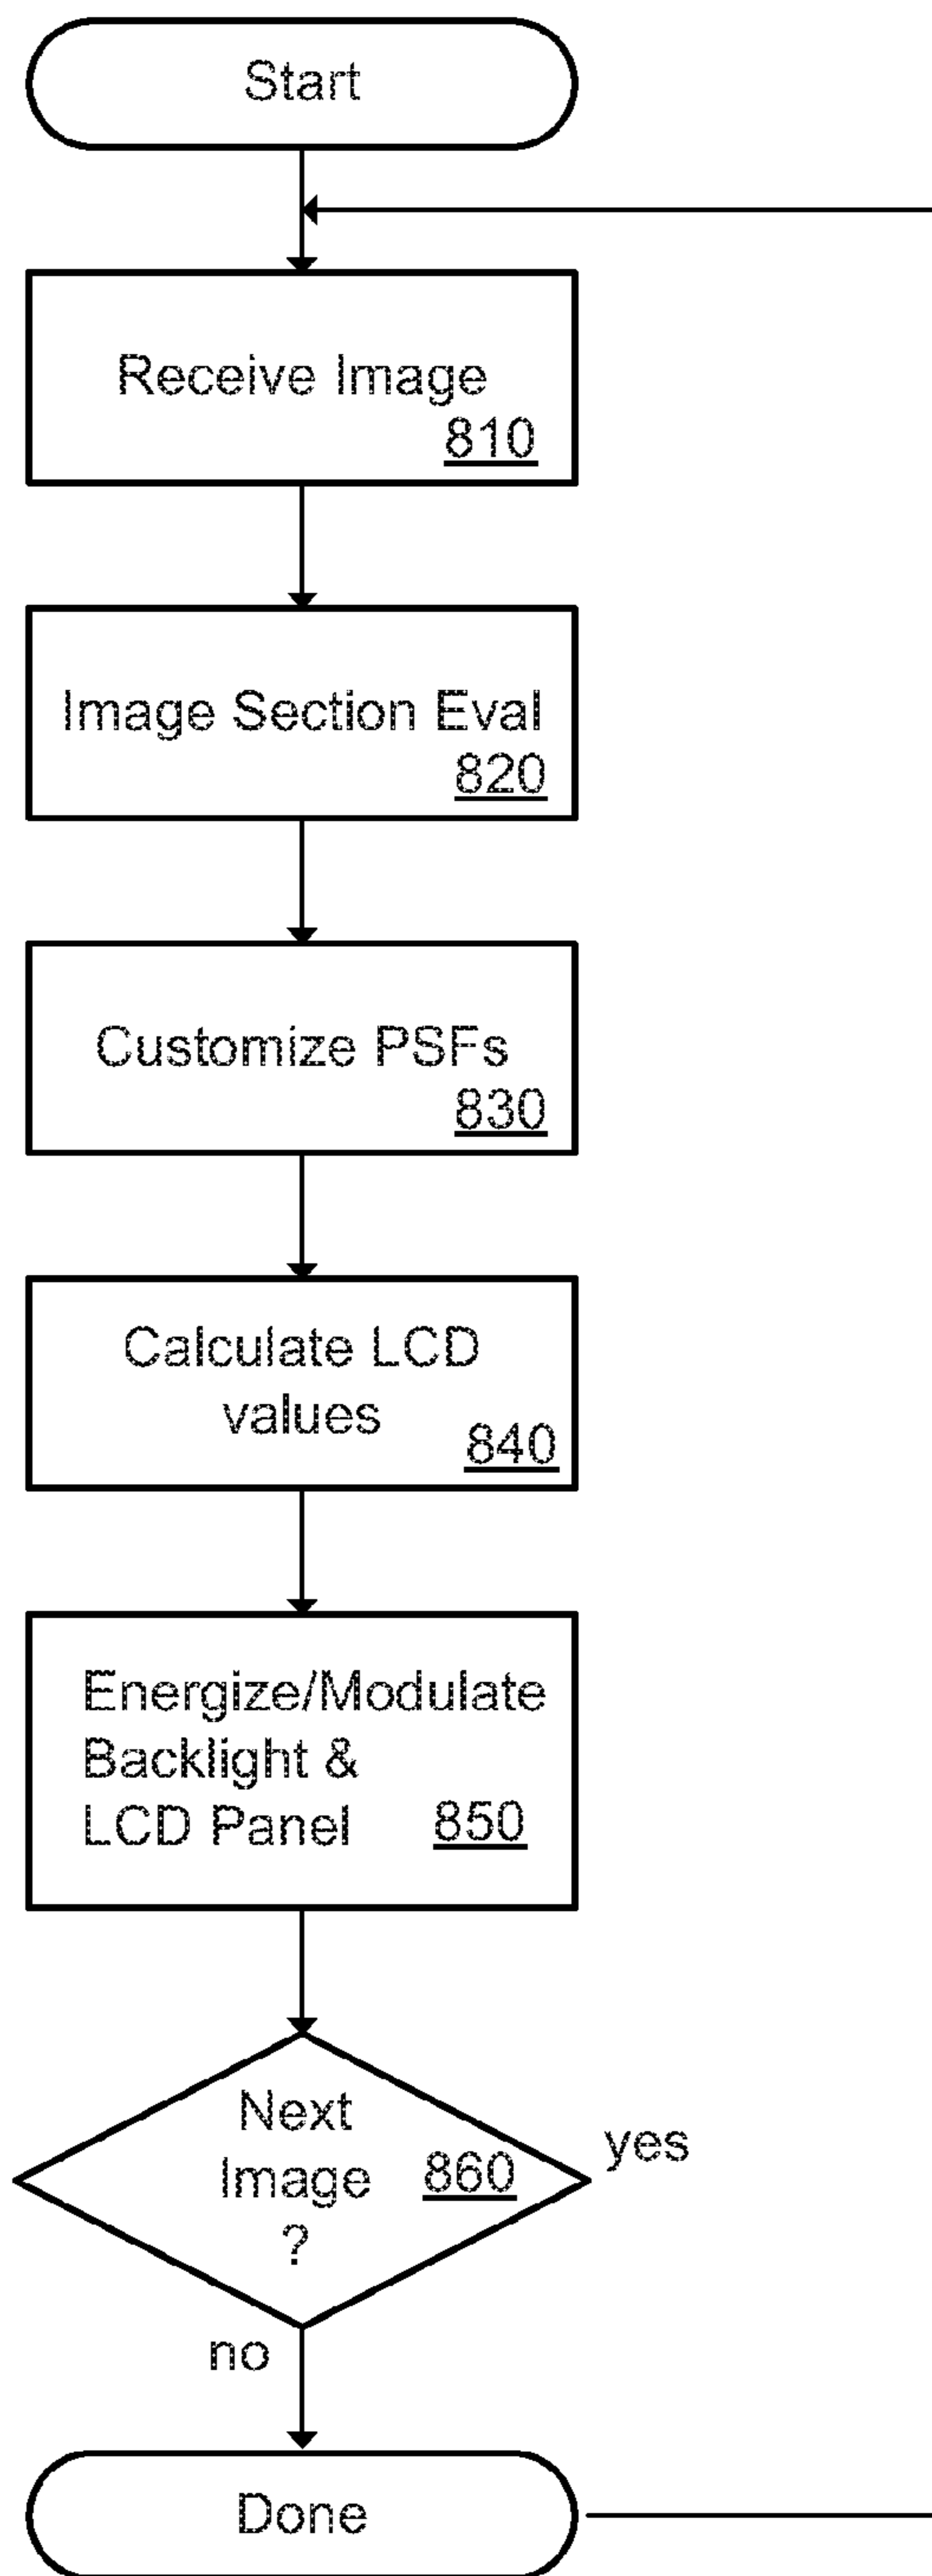 Start
Receive Image
810
Image Section Eval
820
Customize PSFs
830
Calculate LCD
values
840
Energize/Modulate
Backlight &
LCD Panel 850
Next
Image 860
?
yes
no
Done